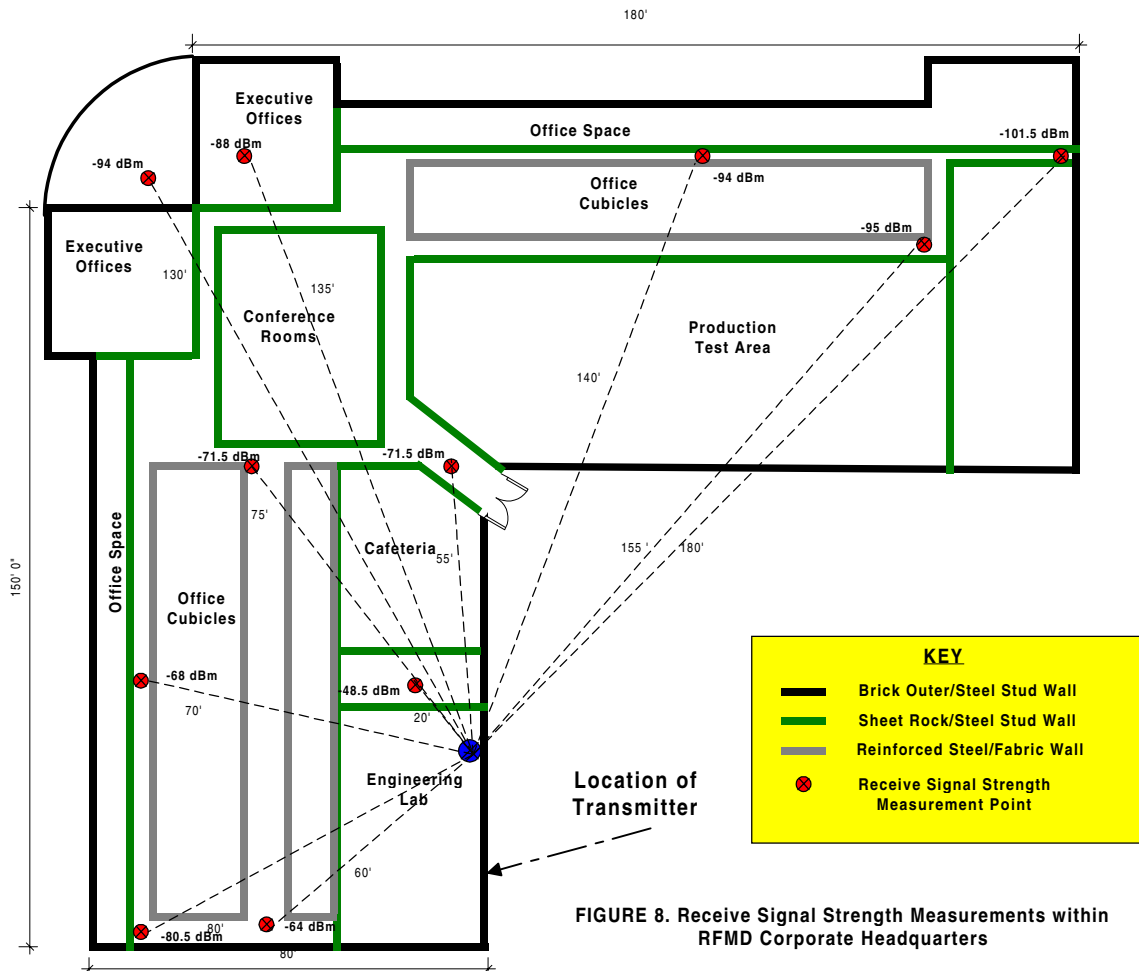 180'
Executive
Offices
-88 dBm
Office Space
-101.5 dBm
-94 dBm
-94 dBm
Office
Cubicles
-95 dBm
Executive
Offices
130'
135'
Conference
Rooms
Production
Test Area
140'
-71.5 dBm
-71.5 dBm
75'
Cafeteria
55'
155 '
180'
150' 0"
Office Space
Office
Cubicles
-68 dBm
70'
-48.5 dBm
20'
Engineering
Lab
Location of
Transmitter
60'
80'
-80.5 dBm
-64 dBm
80'
KEY
Brick Outer/Steel Stud Wall
Sheet Rock/Steel Stud Wall
Reinforced Steel/Fabric Wall
Receive Signal Strength
Measurement Point
FIGURE 8. Receive Signal Strength Measurements within
RFMD Corporate Headquarters